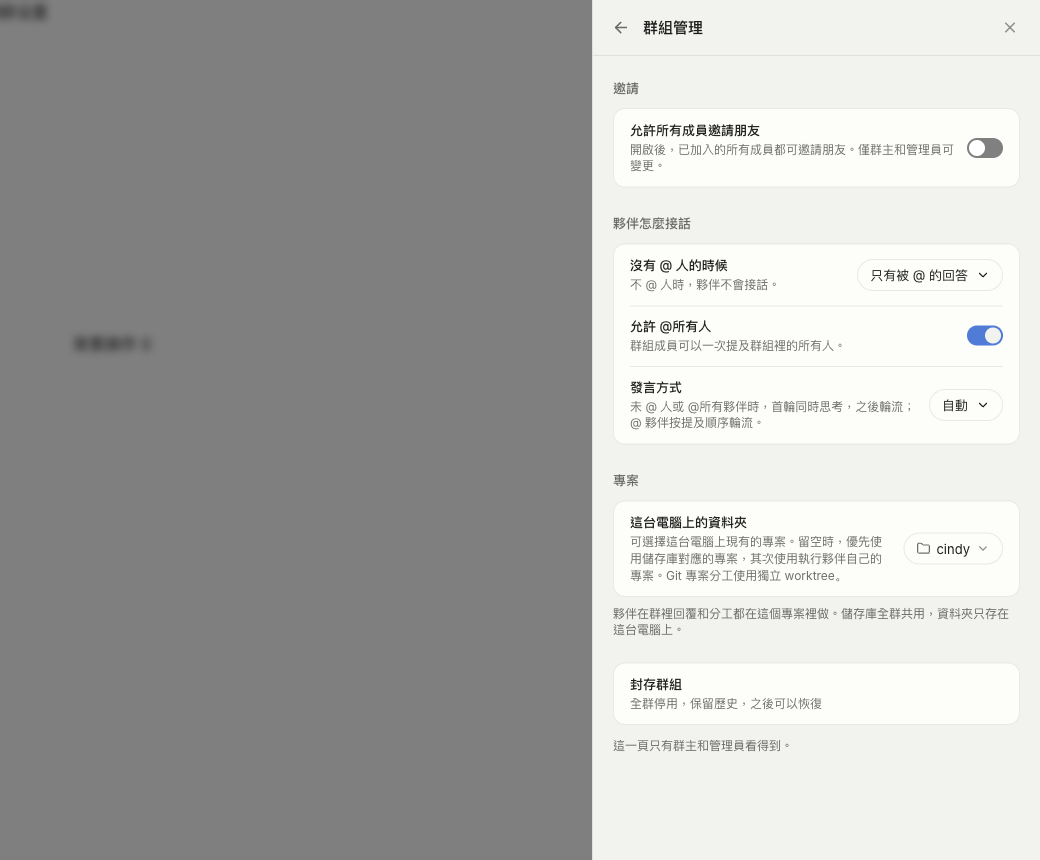 群組管理
邀請
允許所有成員邀請朋友
開啟後，已加入的所有成員都可邀請朋友。僅群主和管理員可
變更。
夥伴怎麼接話
沒有 @ 人的時候
只有被 @ 的回答
不 @ 人時，夥伴不會接話。
允許 @所有人
群組成員可以一次提及群組裡的所有人。
發言方式
自動
未 @ 人或 @所有夥伴時，首輪同時思考，之後輪流；
@ 夥伴按提及順序輪流。
專案
這台電腦上的資料夾
可選擇這台電腦上現有的專案。留空時，優先使
用儲存庫對應的專案，其次使用執行夥伴自己的
專案。Git 專案分工使用獨立 worktree。
cindy
夥伴在群裡回覆和分工都在這個專案裡做。儲存庫全群共用，資料夾只存在
這台電腦上。
封存群組
全群停用，保留歷史，之後可以恢復
這一頁只有群主和管理員看得到。